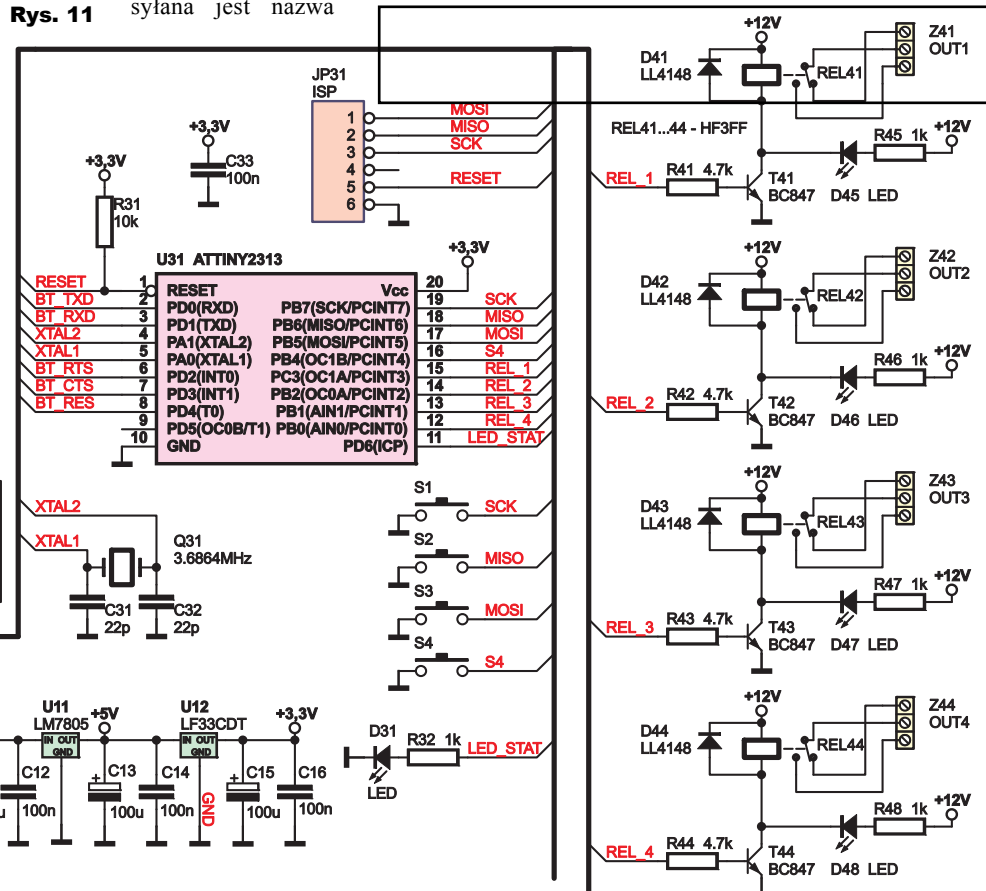 Rys. 11
syłana jest nazwa
JP31
ISP
1
2
3
4
5
6
MOSI
MISO
SCK
RESET
+3,3V
C33
100n
+3,3V
R31
10k
U31 ATTINY2313
+3,3V
RESET
BT_TXD
BT_RXD
XTAL2
XTAL1
BT_RTS
BT_CTS
BT_RES
1
2
3
4
5
6
7
8
9
10
RESET
PD0(RXD)
PD1(TXD)
PA1(XTAL2)
PA0(XTAL1)
PD2(INT0)
PD3(INT1)
PD4(T0)
PD5(OC0B/T1)
GND
Vcc
PB7(SCK/PCINT7)
PB6(MISO/PCINT6)
PB5(MOSI/PCINT5)
PB4(OC1B/PCINT4)
PC3(OC1A/PCINT3)
PB2(OC0A/PCINT2)
PB1(AIN1/PCINT1)
PB0(AIN0/PCINT0)
PD6(ICP)
20
19
18
17
16
15
14
13
12
11
SCK
MISO
MOSI
S4
REL_1
REL_2
REL_3
REL_4
LED_STAT
XTAL2
XTAL1
Q31
3.6864MHz
C31
22p
C32
22p
S1
SCK
S2
MISO
S3
MOSI
S4
S4
U11
LM7805
IN OUT
GND
+5V
U12
LF33CDT
IN OUT
GND
+3,3V
C12
100n
u
C13
+
100u
C14
100n
GND
C15
+
100u
C16
100n
D31
LED
R32 1k
LED_STAT
+12V
D41
LL4148
REL41
Z41
OUT1
REL41...44 - HF3FF
R45 1k
+12V
REL_1
R41 4.7k
T41
BC847
D45 LED
+12V
D42
LL4148
REL42
Z42
OUT2
R46 1k
+12V
REL_2
R42 4.7k
T42
BC847
D46 LED
+12V
D43
LL4148
REL43
Z43
OUT3
R47 1k
+12V
REL_3
R43 4.7k
T43
BC847
D47 LED
+12V
D44
LL4148
REL44
Z44
OUT4
R48 1k
+12V
REL_4
R44 4.7k
T44
BC847
D48 LED